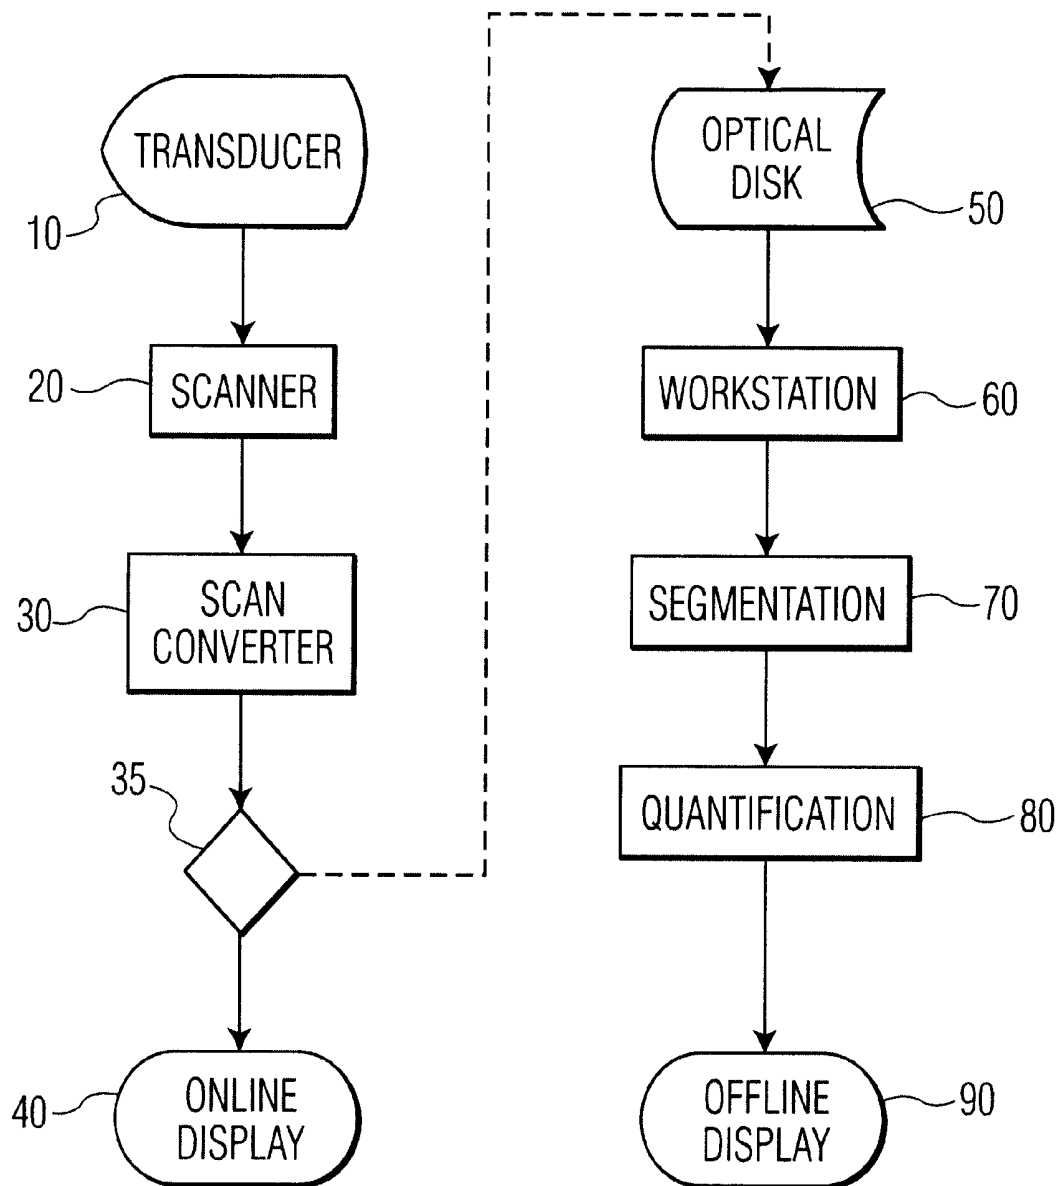 TRANSDUCER
10
20
SCANNER
30
SCAN
CONVERTER
35
40
ONLINE
DISPLAY
OPTICAL
DISK
50
WORKSTATION
60
SEGMENTATION
70
QUANTIFICATION
80
OFFLINE
DISPLAY
90